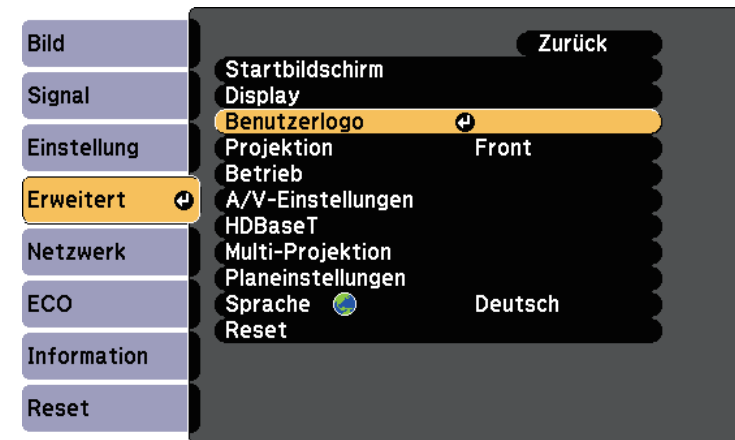 Bild
Signal
Einstellung
Erweitert
Netzwerk
ECO
Information
Reset
Zurück
Startbildschirm
Display
Benutzerlogo
Projektion Front
Betrieb
A/V-Einstellungen
HDBaseT
Multi-Projektion
Planeinstellungen
Sprache Deutsch
Reset